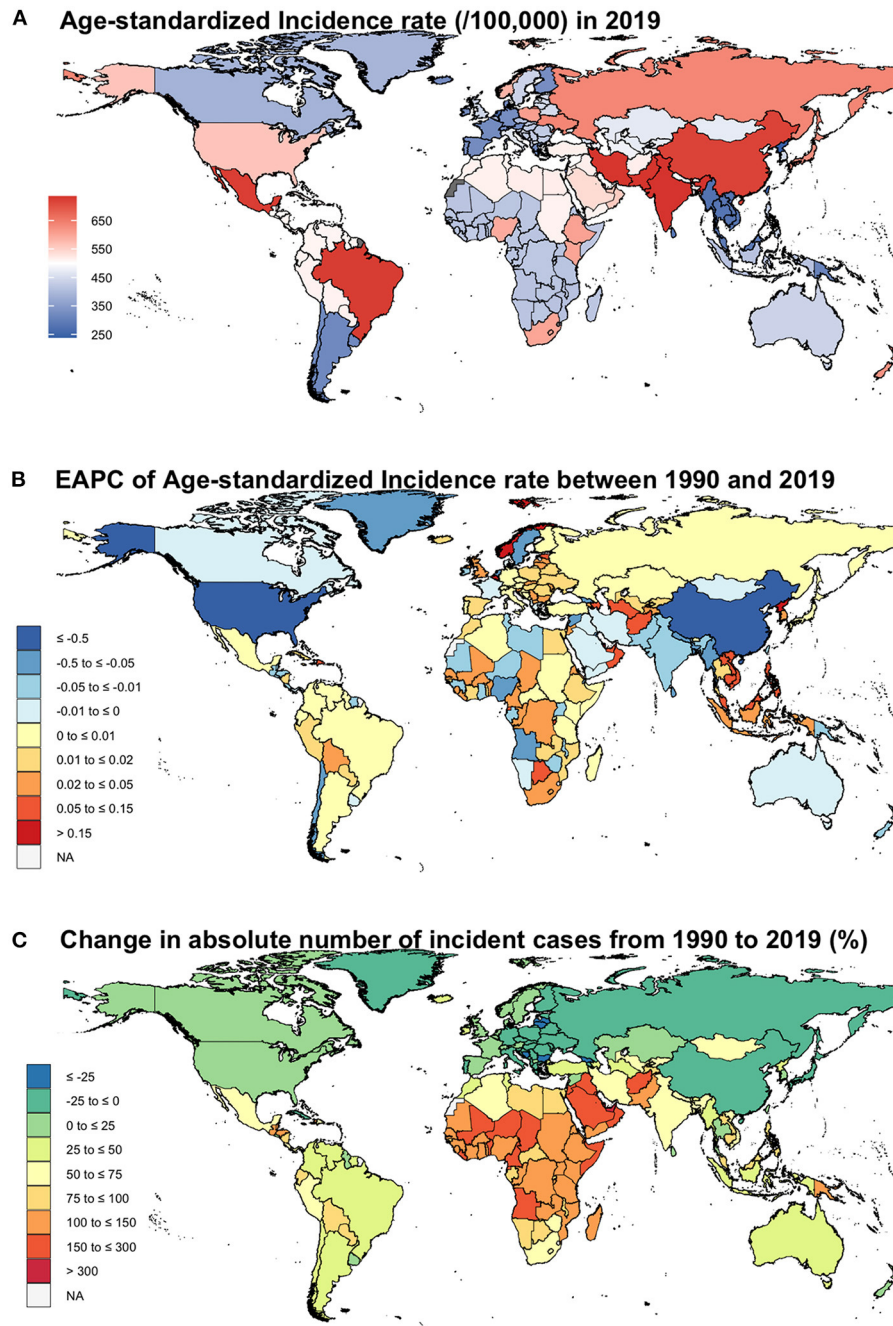 A Age-standardized Incidence rate (/100,000) in 2019
650
550
450
350
250
B EAPC of Age-standardized Incidence rate between 1990 and 2019
≤ -0.5
-0.5 to ≤ -0.05
-0.05 to ≤ -0.01
-0.01 to ≤ 0
0 to ≤ 0.01
0.01 to ≤ 0.02
0.02 to ≤ 0.05
0.05 to ≤ 0.15
> 0.15
NA
C Change in absolute number of incident cases from 1990 to 2019 (%)
≤ -25
-25 to ≤ 0
0 to ≤ 25
25 to ≤ 50
50 to ≤ 75
75 to ≤ 100
100 to ≤ 150
150 to ≤ 300
> 300
NA